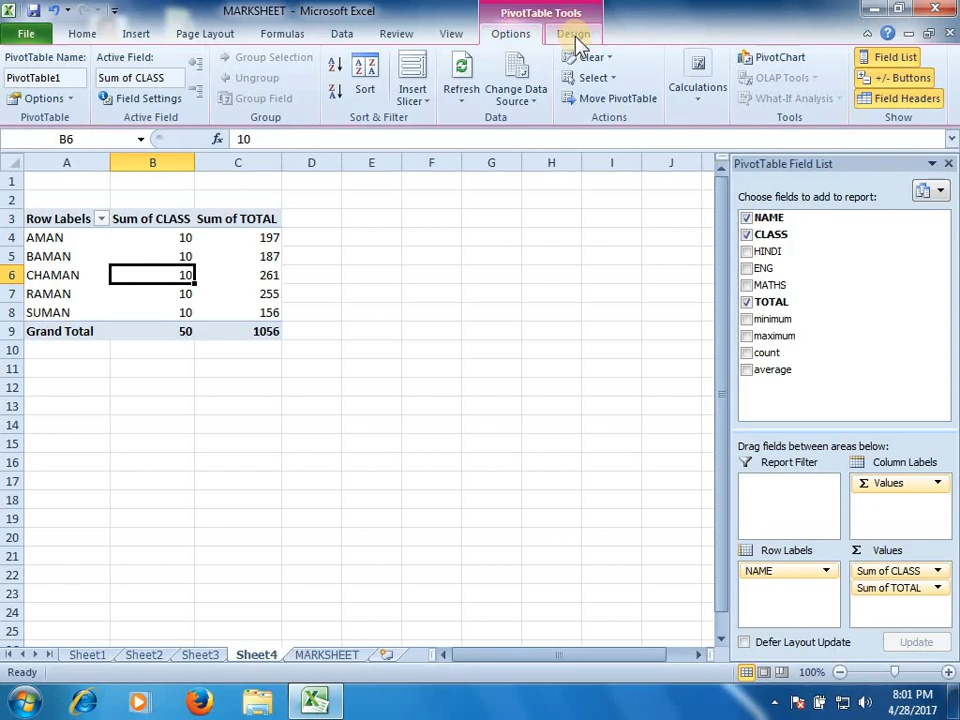 MARKSHEET - Microsoft Excel
PivotTable Tools
File Home Insert Page Layout Formulas Data Review View Options Design
PivotTable Name:
PivotTable1
Options
PivotTable
Active Field:
Sum of CLASS
Field Settings
Active Field
Group Selection
Ungroup
Group Field
Group
Sort
Insert Slicer
Sort & Filter
Refresh
Change Data Source
Data
Clear
Select
Move PivotTable
Actions
Calculations
PivotChart
OLAP Tools
What-If Analysis
Tools
Field List
+/- Buttons
Field Headers
Show
B6 fx 10
A B C D E F G H I J
1
2
3 Row Labels Sum of CLASS Sum of TOTAL
4 AMAN 10 197
5 BAMAN 10 187
6 CHAMAN 10 261
7 RAMAN 10 255
8 SUMAN 10 156
9 Grand Total 50 1056
10
11
12
13
14
15
16
17
18
19
20
21
22
23
24
25
PivotTable Field List
Choose fields to add to report:
NAME
CLASS
HINDI
ENG
MATHS
TOTAL
minimum
maximum
count
average
Drag fields between areas below:
Report Filter
Column Labels
Σ Values
Row Labels
Σ Values
NAME
Sum of CLASS
Sum of TOTAL
Defer Layout Update Update
Sheet1 Sheet2 Sheet3 Sheet4 MARKSHEET
Ready 100%
8:01 PM
4/28/2017